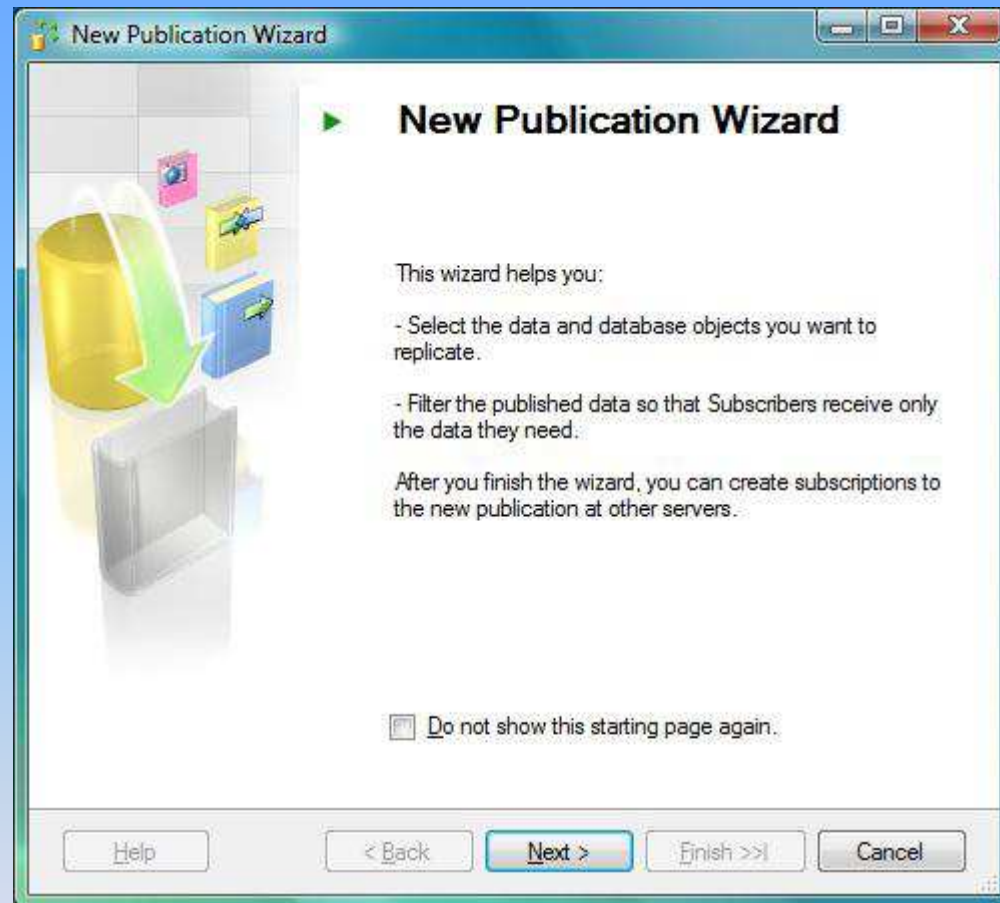 New Publication Wizard
New Publication Wizard
This wizard helps you:
- Select the data and database objects you want to
replicate.
- Filter the published data so that Subscribers receive only
the data they need.
After you finish the wizard, you can create subscriptions to
the new publication at other servers.
Do not show this starting page again.
Help
< Back
Next >
Finish >>|
Cancel